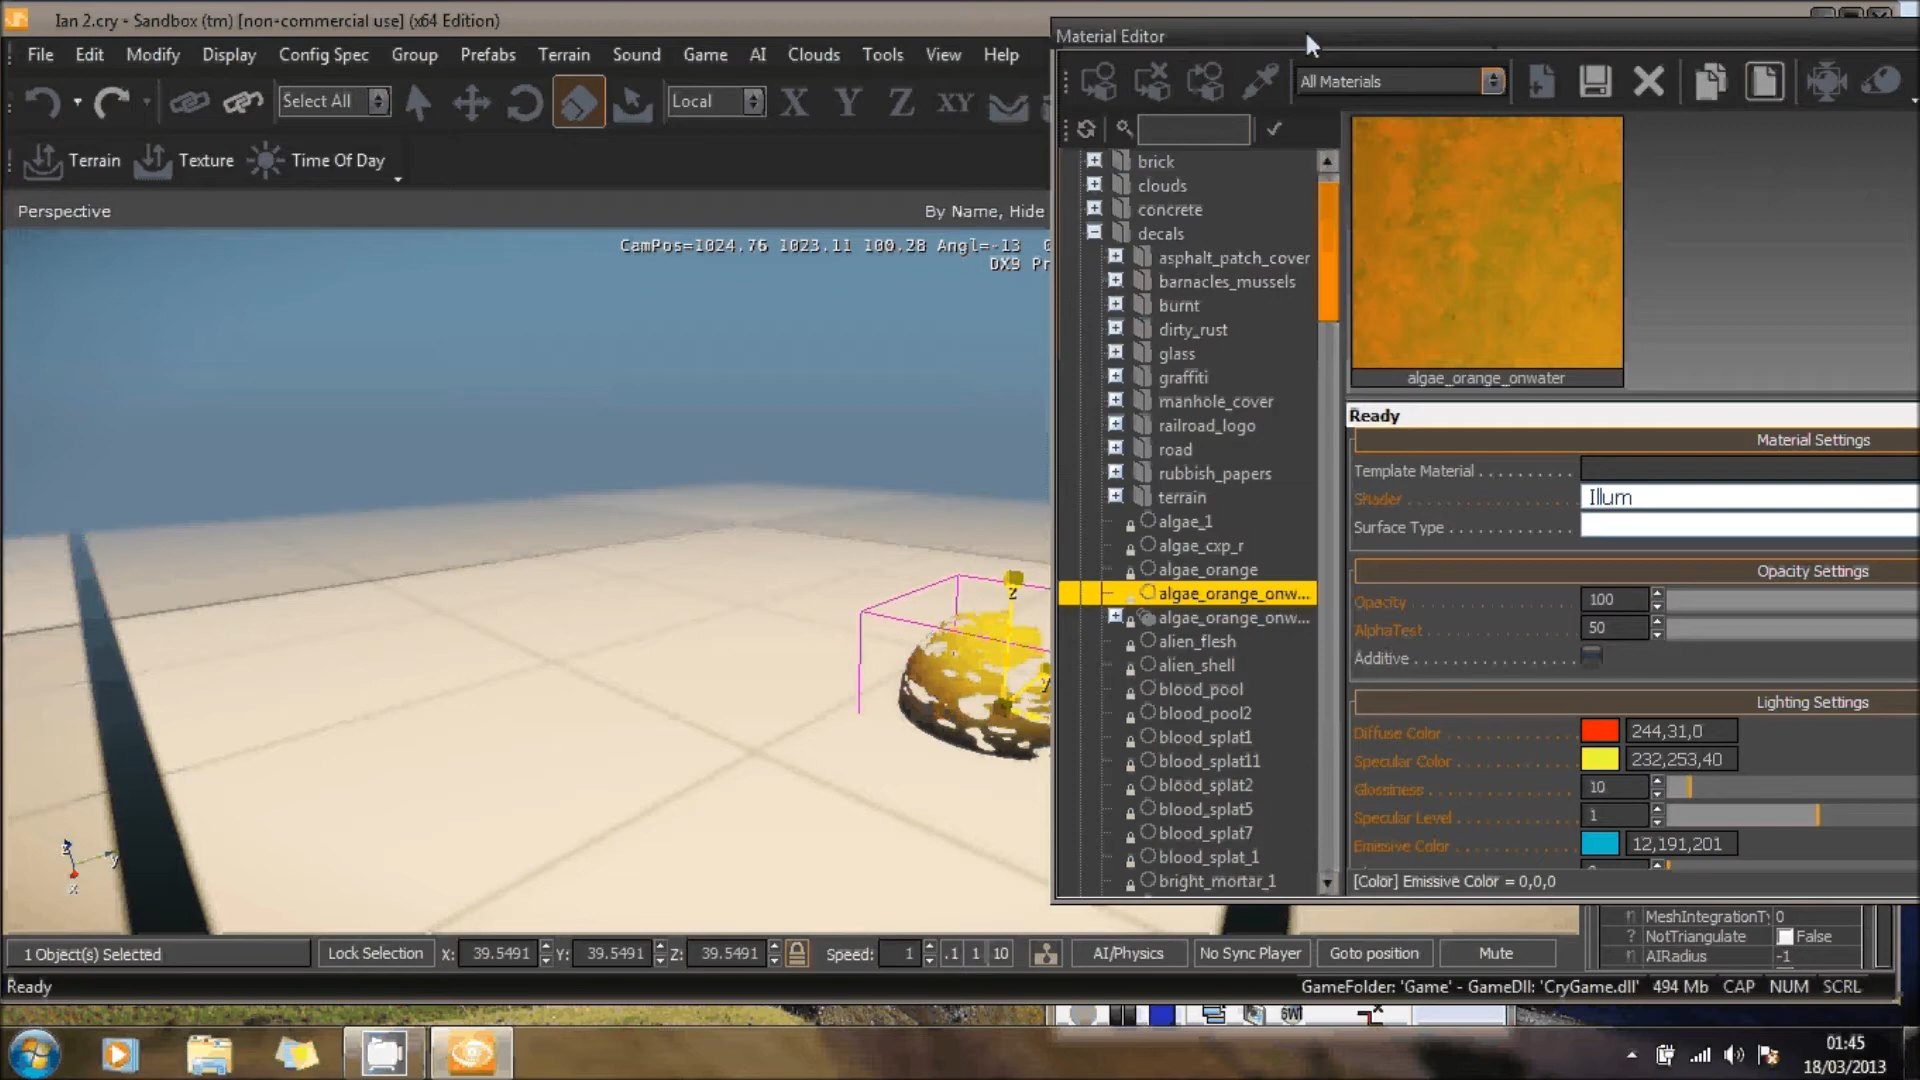 Ian 2.cry - Sandbox (tm) [non-commercial use] (x64 Edition)
File Edit Modify Display Config Spec Group Prefabs Terrain Sound Game AI Clouds Tools View Help
Select All Local X Y Z XY
Terrain Texture Time Of Day
Perspective By Name, Hide
CamPos=1024.76 1023.11 100.28 Angl=-13
DX9 Pr
z
z
y
x
Material Editor
All Materials
brick
clouds
concrete
decals
asphalt_patch_cover
barnacles_mussels
burnt
dirty_rust
glass
graffiti
manhole_cover
railroad_logo
road
rubbish_papers
terrain
algae_1
algae_cxp_r
algae_orange
algae_orange_onw...
algae_orange_onw...
alien_flesh
alien_shell
blood_pool
blood_pool2
blood_splat1
blood_splat11
blood_splat2
blood_splat5
blood_splat7
blood_splat_1
bright_mortar_1
algae_orange_onwater
Ready
Material Settings
Template Material
Shader Illum
Surface Type
Opacity Settings
Opacity 100
AlphaTest 50
Additive
Lighting Settings
Diffuse Color 244,31,0
Specular Color 232,253,40
Glossiness 10
Specular Level 1
Emissive Color 12,191,201
[Color] Emissive Color = 0,0,0
MeshIntegrationTy 0
? NotTriangulate False
AIRadius -1
1 Object(s) Selected Lock Selection X: 39.5491 Y: 39.5491 Z: 39.5491 Speed: 1 .1 1 10 AI/Physics No Sync Player Goto position Mute
Ready GameFolder: 'Game' - GameDll: 'CryGame.dll' 494 Mb CAP NUM SCRL
01:45
18/03/2013